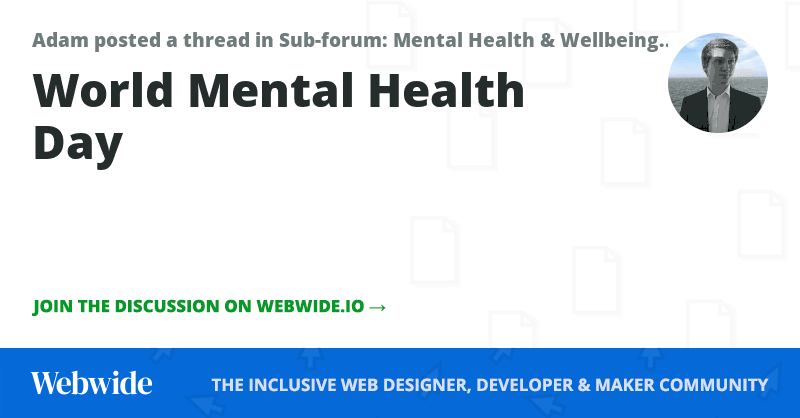 Adam posted a thread in Sub-forum: Mental Health & Wellbeing..
World Mental Health
Day
JOIN THE DISCUSSION ON WEBWIDE.IO →
Webwide
THE INCLUSIVE WEB DESIGNER, DEVELOPER & MAKER COMMUNITY